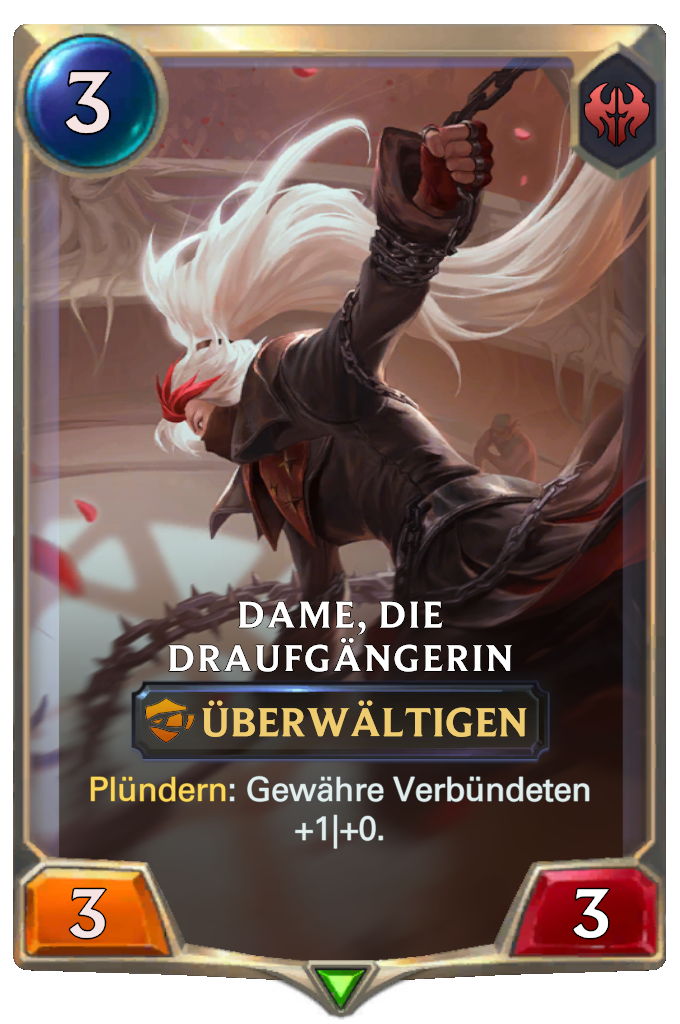 3
DAME, DIE
DRAUFGÄNGERIN
ÜBERWÄLTIGEN
Plündern: Gewähre Verbündeten
+1|+0.
3 3